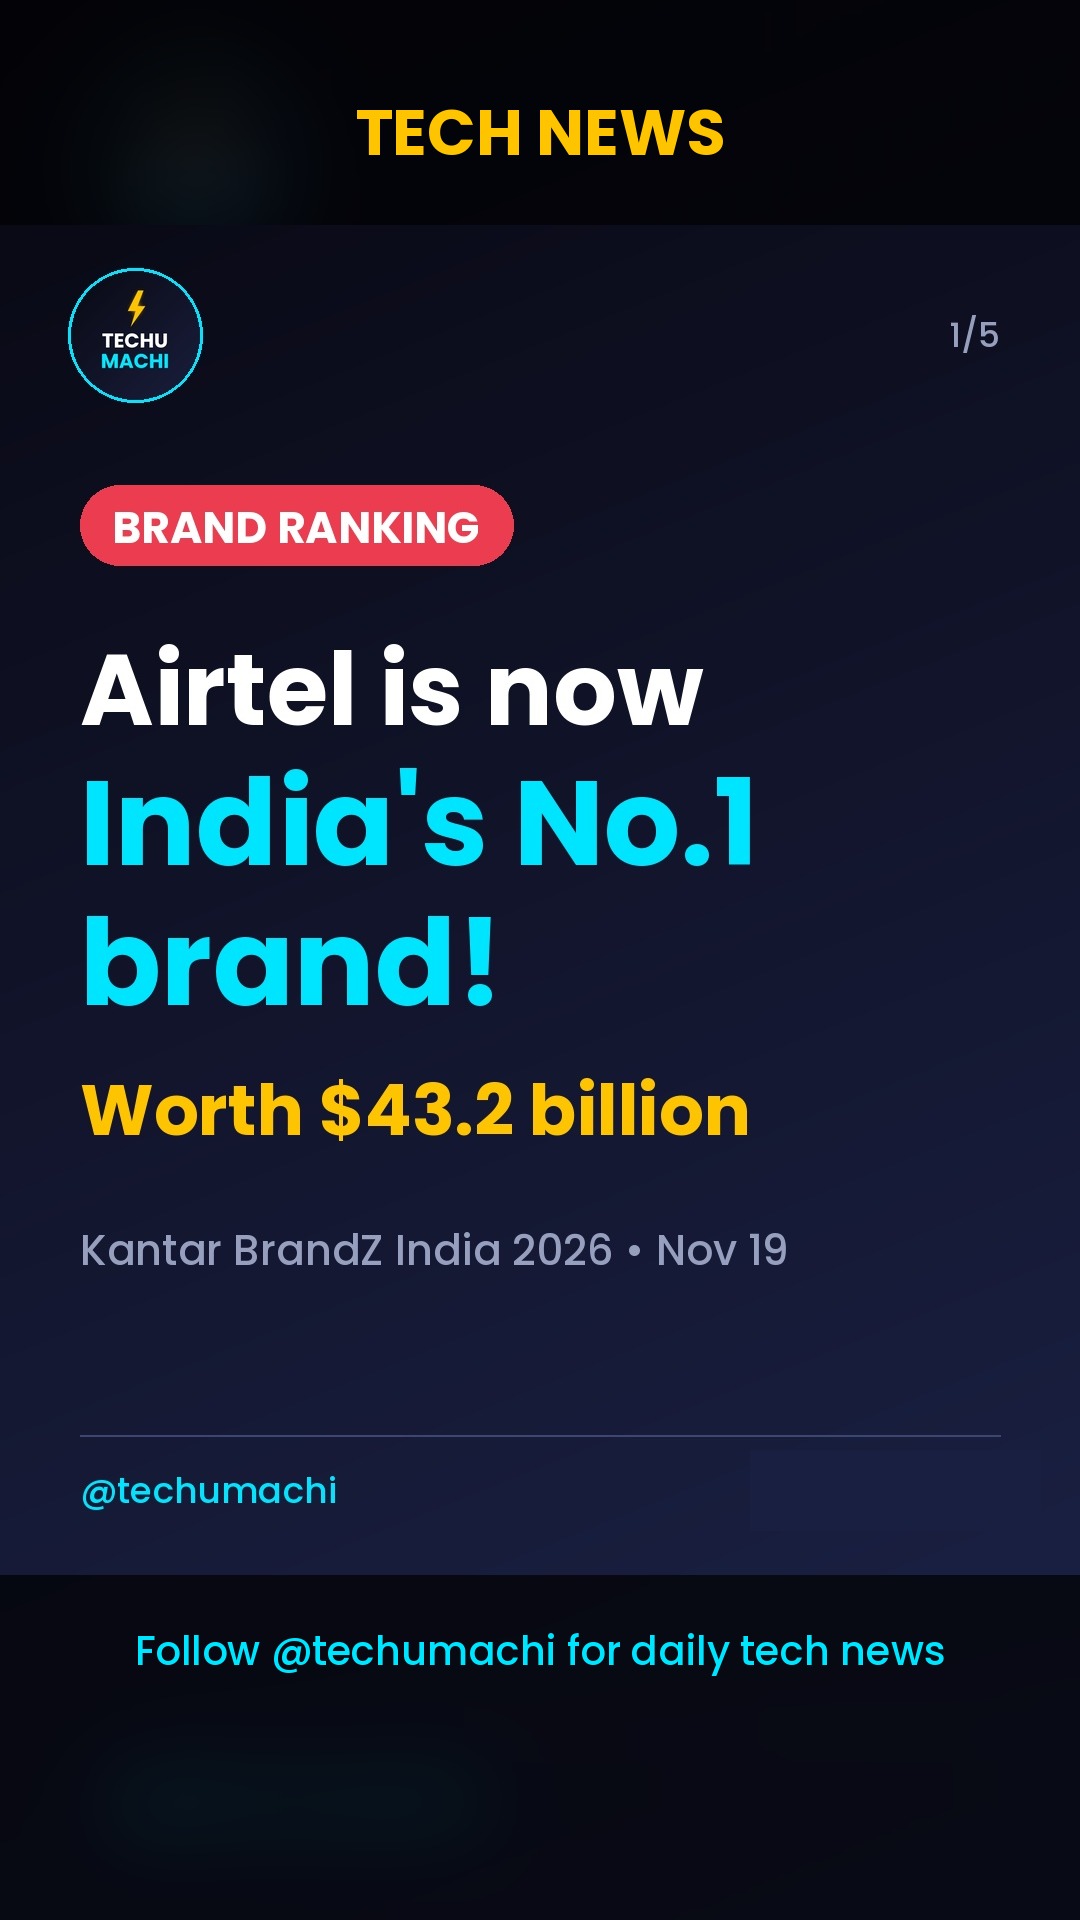 TECH NEWS
TECHU
MACHI
1/5
BRAND RANKING
Airtel is now
India's No.1
brand!
Worth $43.2 billion
Kantar BrandZ India 2026 • Nov 19
@techumachi
Follow @techumachi for daily tech news